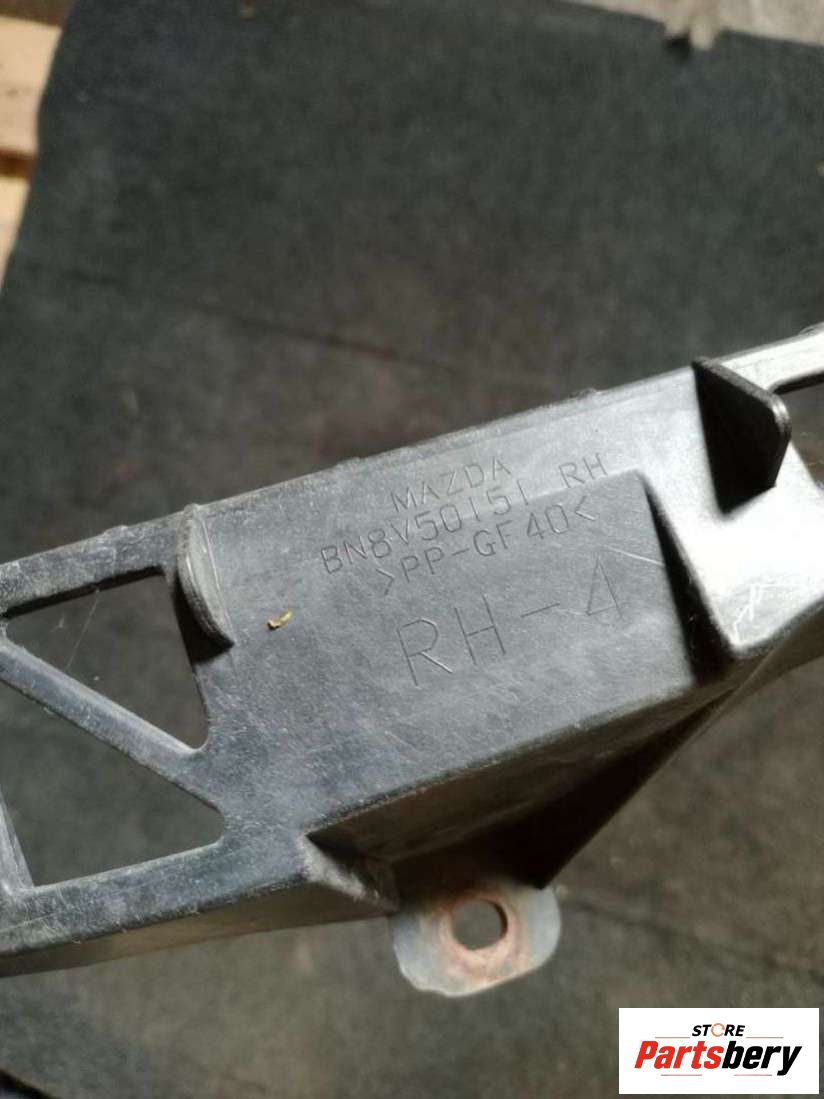 MAZDA
BN8V50151 RH
>PP-GF40<
RH-4
STORE
Partsbery